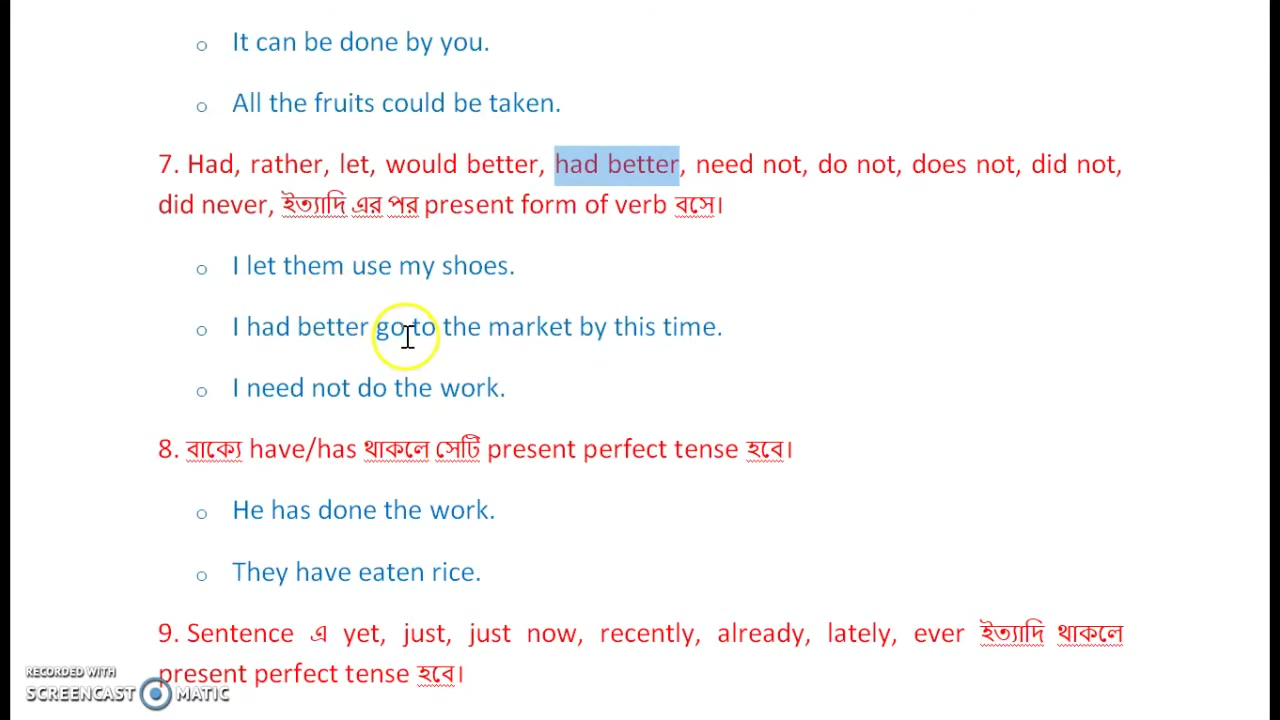 o It can be done by you.
o All the fruits could be taken.
7. Had, rather, let, would better, had better, need not, do not, does not, did not,
did never, ইত্যাদি এর পর present form of verb বসে।
o I let them use my shoes.
o I had better go to the market by this time.
o I need not do the work.
8. বাক্যে have/has থাকলে সেটি present perfect tense হবে।
o He has done the work.
o They have eaten rice.
9. Sentence এ yet, just, just now, recently, already, lately, ever ইত্যাদি থাকলে
present perfect tense হবে।
RECORDED WITH
SCREENCAST MATIC